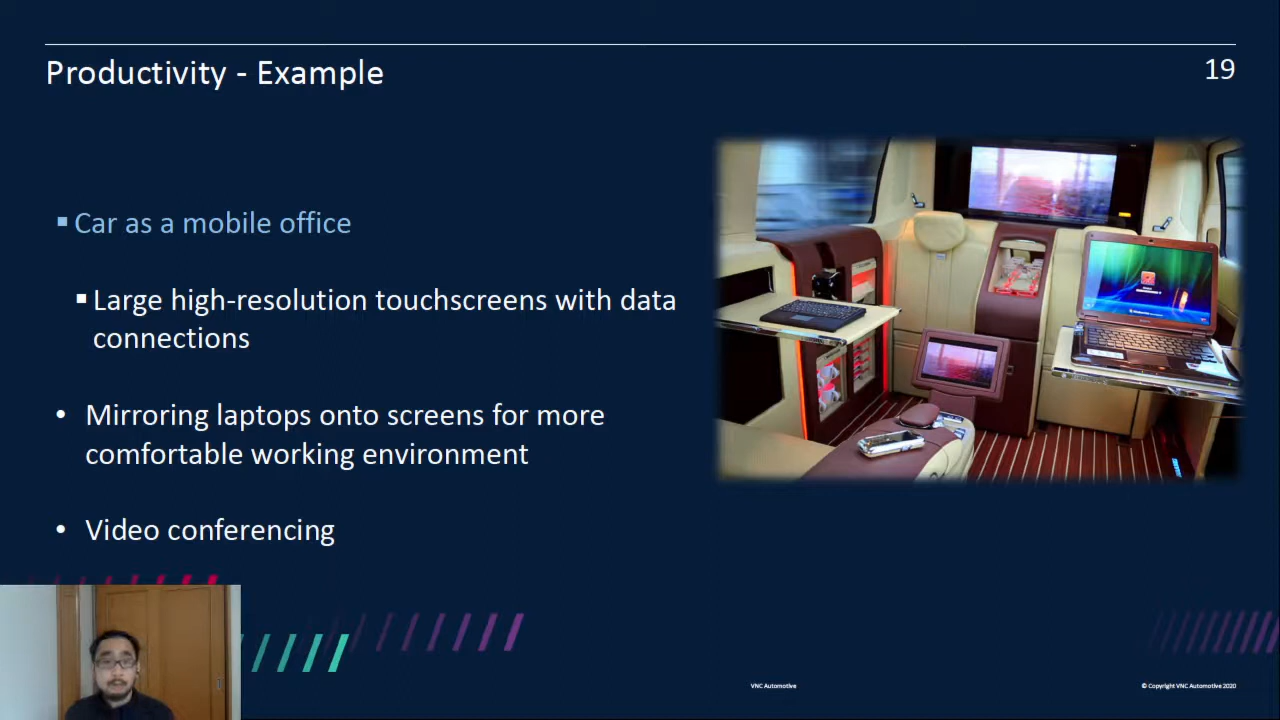 Productivity - Example
19
▪ Car as a mobile office
▪ Large high-resolution touchscreens with data
connections
• Mirroring laptops onto screens for more
comfortable working environment
• Video conferencing
VNC Automotive
© Copyright VNC Automotive 2020